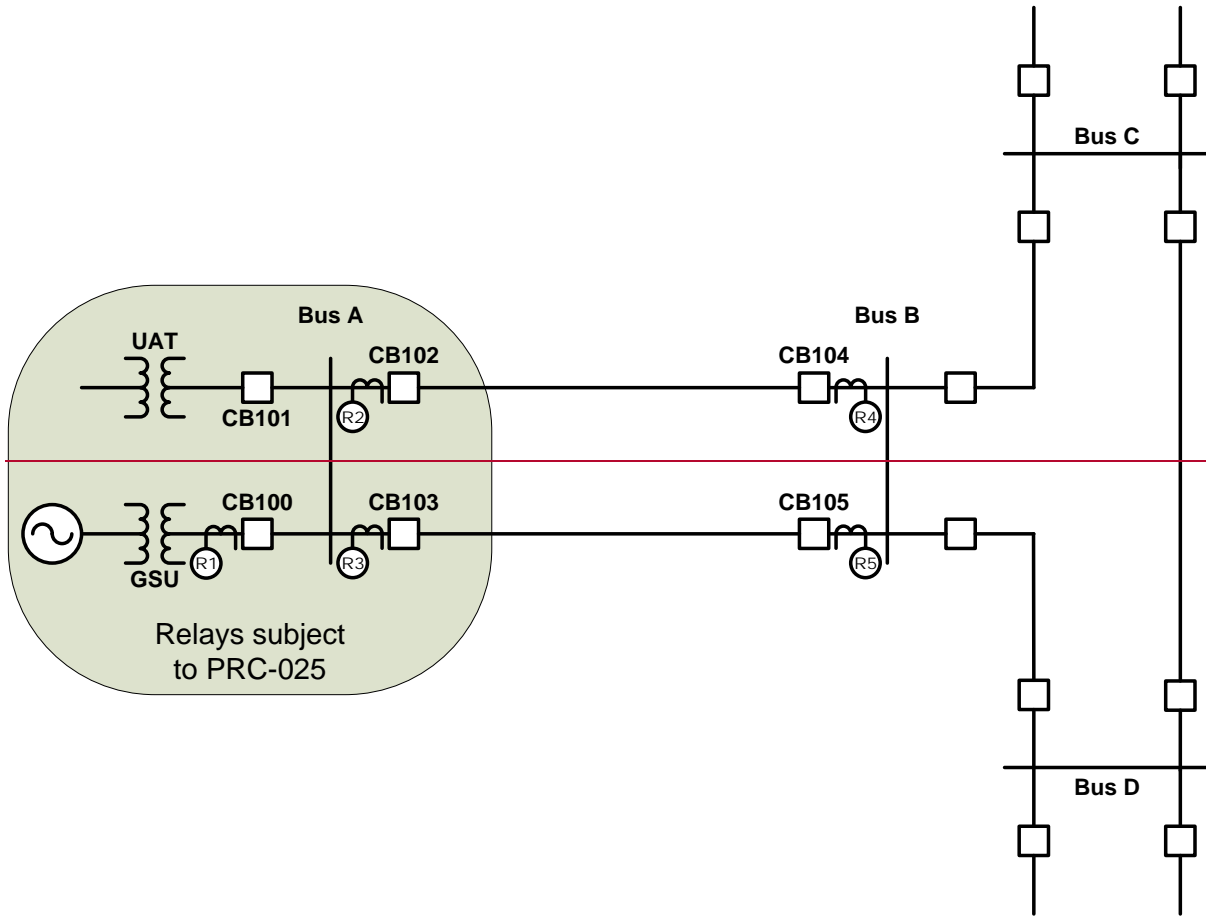 Bus C
Bus A
Bus B
UAT
CB102
CB104
CB101
R2
R4
CB100
CB103
CB105
R1
R3
R5
GSU
Relays subject
to PRC-025
Bus D